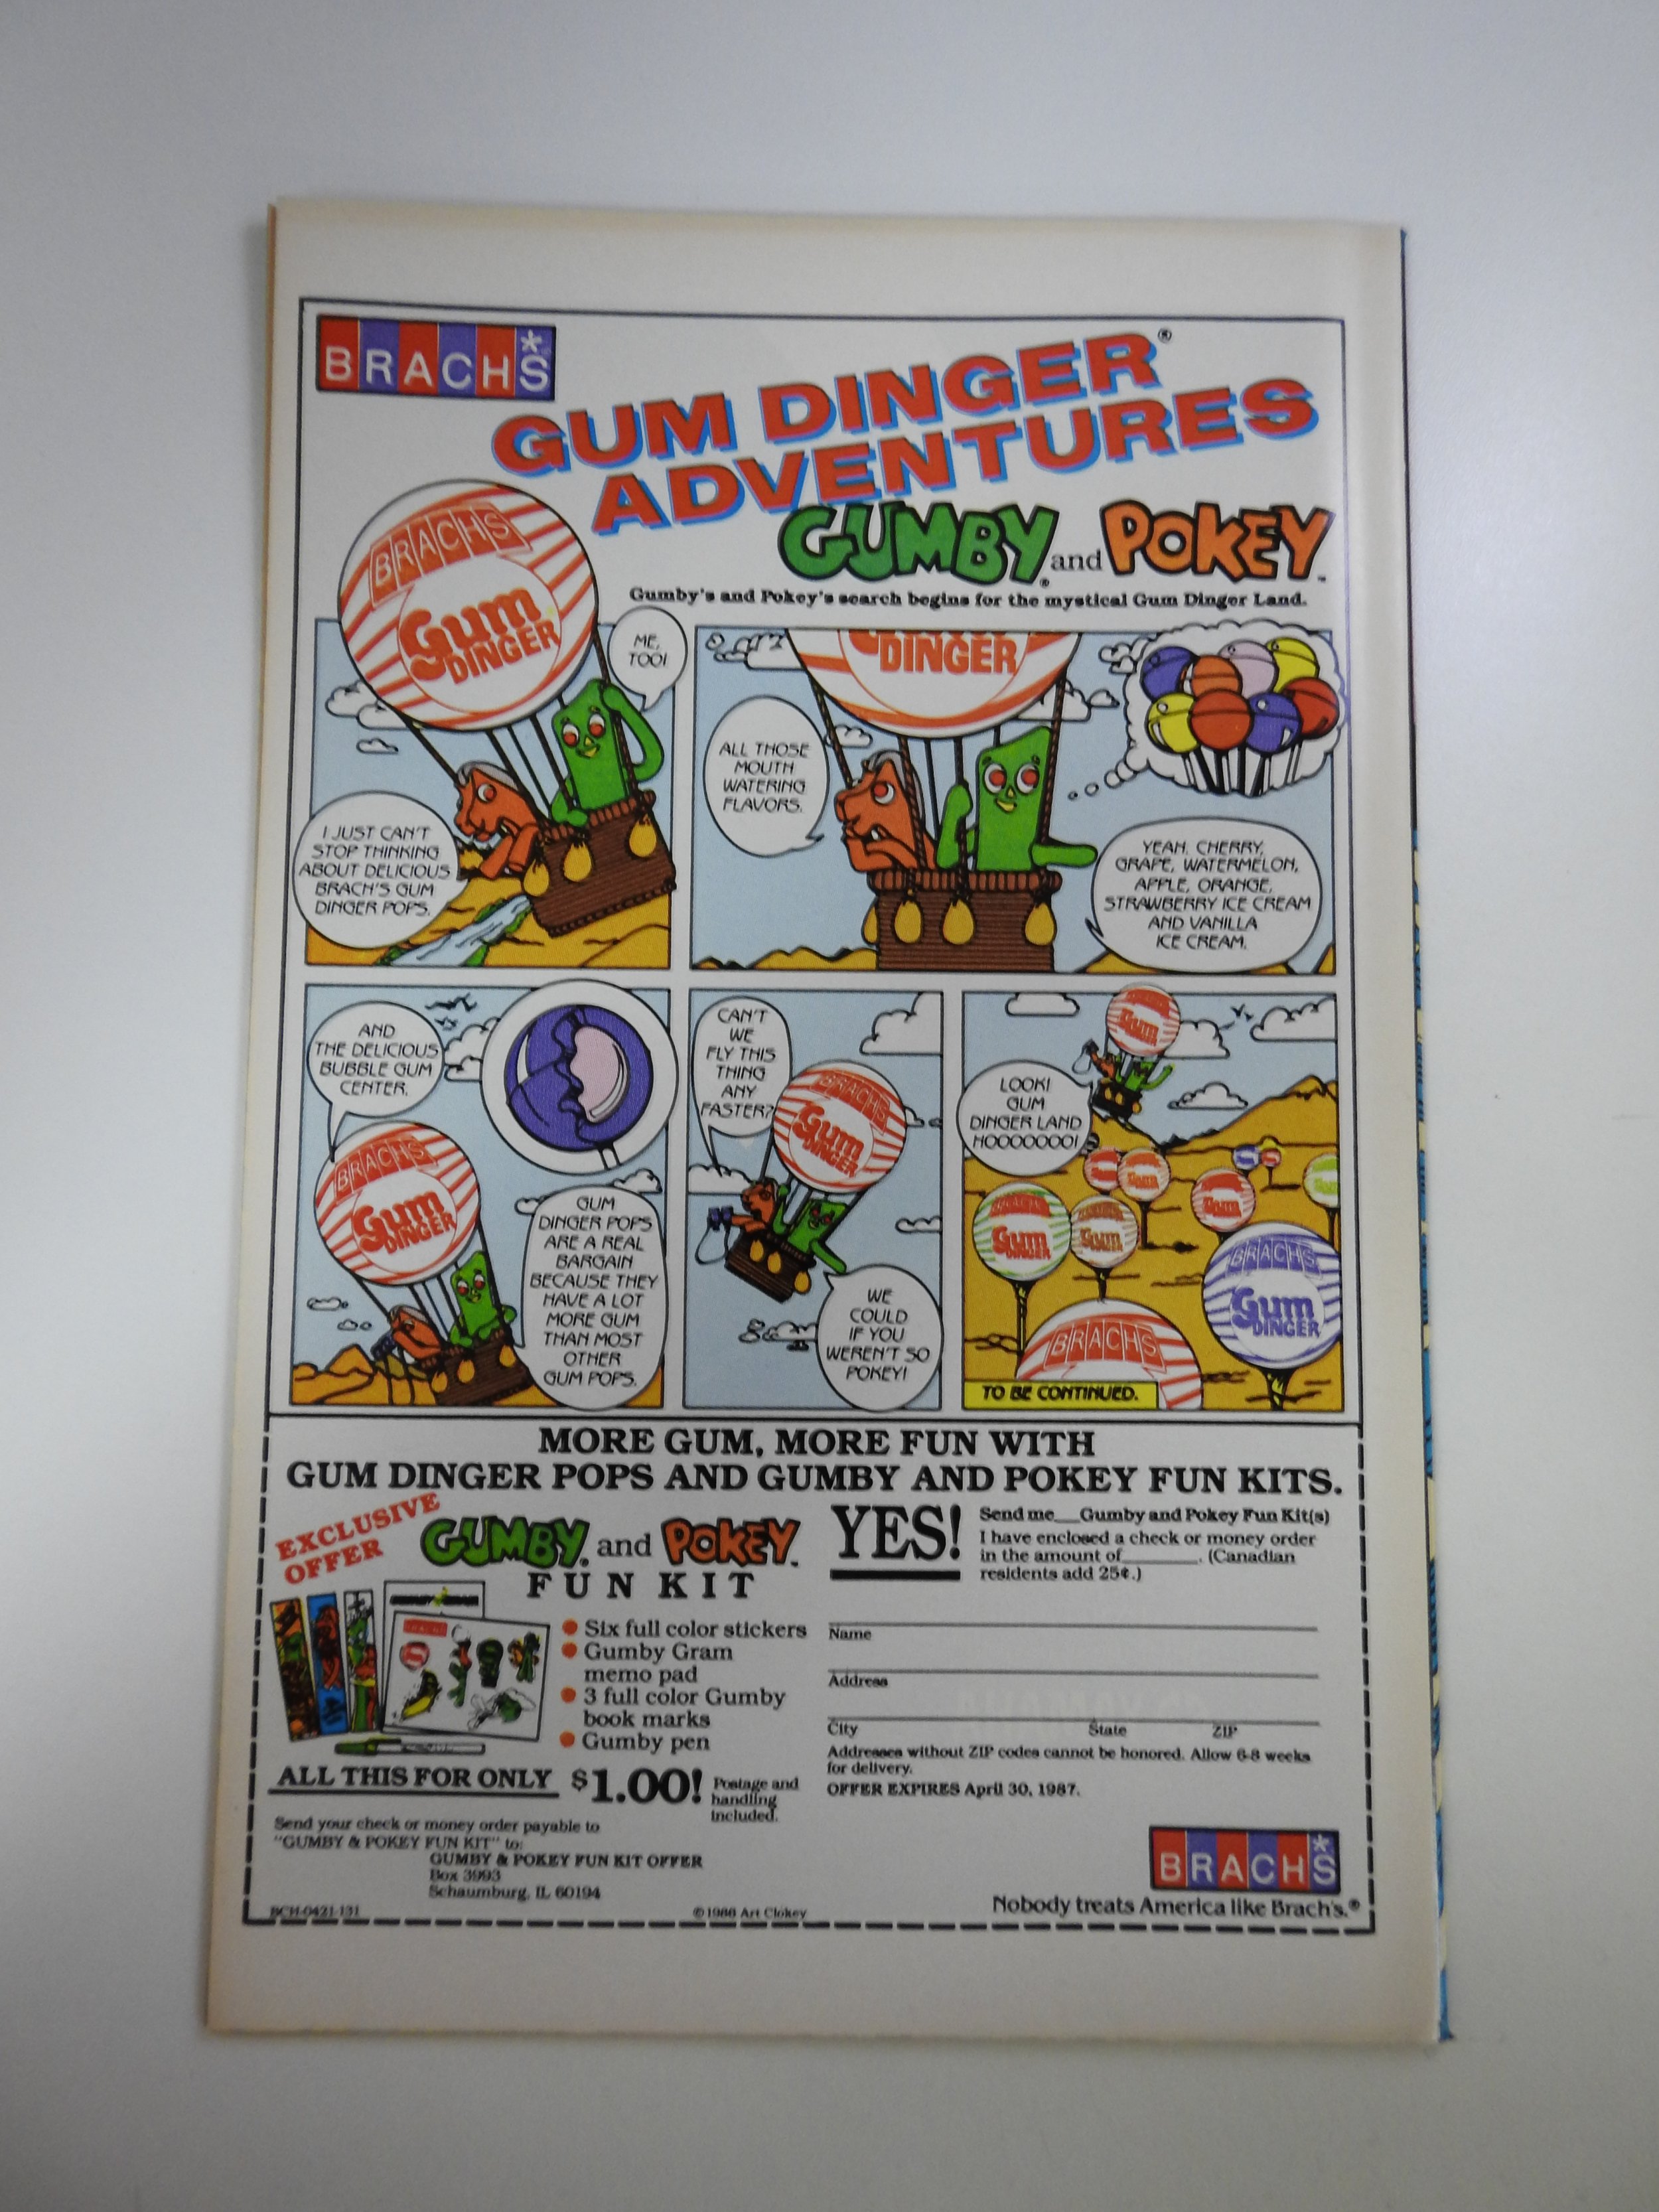 BRACH'S
GUM DINGER®
ADVENTURES
GUMBY® and POKEY™
Gumby's and Pokey's search begins for the mystical Gum Dinger Land.
BRACHS
Gum
DINGER
ME,
TOO!
I JUST CAN'T
STOP THINKING
ABOUT DELICIOUS
BRACH'S GUM
DINGER POPS.
DINGER
ALL THOSE
MOUTH
WATERING
FLAVORS.
YEAH, CHERRY,
GRAPE, WATERMELON,
APPLE, ORANGE,
STRAWBERRY ICE CREAM
AND VANILLA
ICE CREAM.
AND
THE DELICIOUS
BUBBLE GUM
CENTER.
BRACHS
Gum
DINGER
GUM
DINGER POPS
ARE A REAL
BARGAIN
BECAUSE THEY
HAVE A LOT
MORE GUM
THAN MOST
OTHER
GUM POPS.
CAN'T
WE
FLY THIS
THING
ANY
FASTER?
BRACHS
Gum
DINGER
WE
COULD
IF YOU
WEREN'T SO
POKEY!
Gum
LOOK!
GUM
DINGER LAND
HOOOOOOO!
Gum
DINGER
Gum
BRACHS
Gum
DINGER
BRACHS
TO BE CONTINUED.
MORE GUM, MORE FUN WITH
GUM DINGER POPS AND GUMBY AND POKEY FUN KITS.
EXCLUSIVE
OFFER
GUMBY® and POKEY™
FUN KIT
• Six full color stickers
• Gumby Gram
memo pad
• 3 full color Gumby
book marks
• Gumby pen
ALL THIS FOR ONLY $1.00! Postage and
handling
included.
Send your check or money order payable to
"GUMBY & POKEY FUN KIT" to:
GUMBY & POKEY FUN KIT OFFER
Box 3993
Schaumburg, IL 60194
BCH-0421-131
©1986 Art Clokey
YES!
Send me___Gumby and Pokey Fun Kit(s)
I have enclosed a check or money order
in the amount of________. (Canadian
residents add 25¢.)
Name
Address
City State ZIP
Addresses without ZIP codes cannot be honored. Allow 6-8 weeks
for delivery.
OFFER EXPIRES April 30, 1987.
BRACH'S
Nobody treats America like Brach's.®